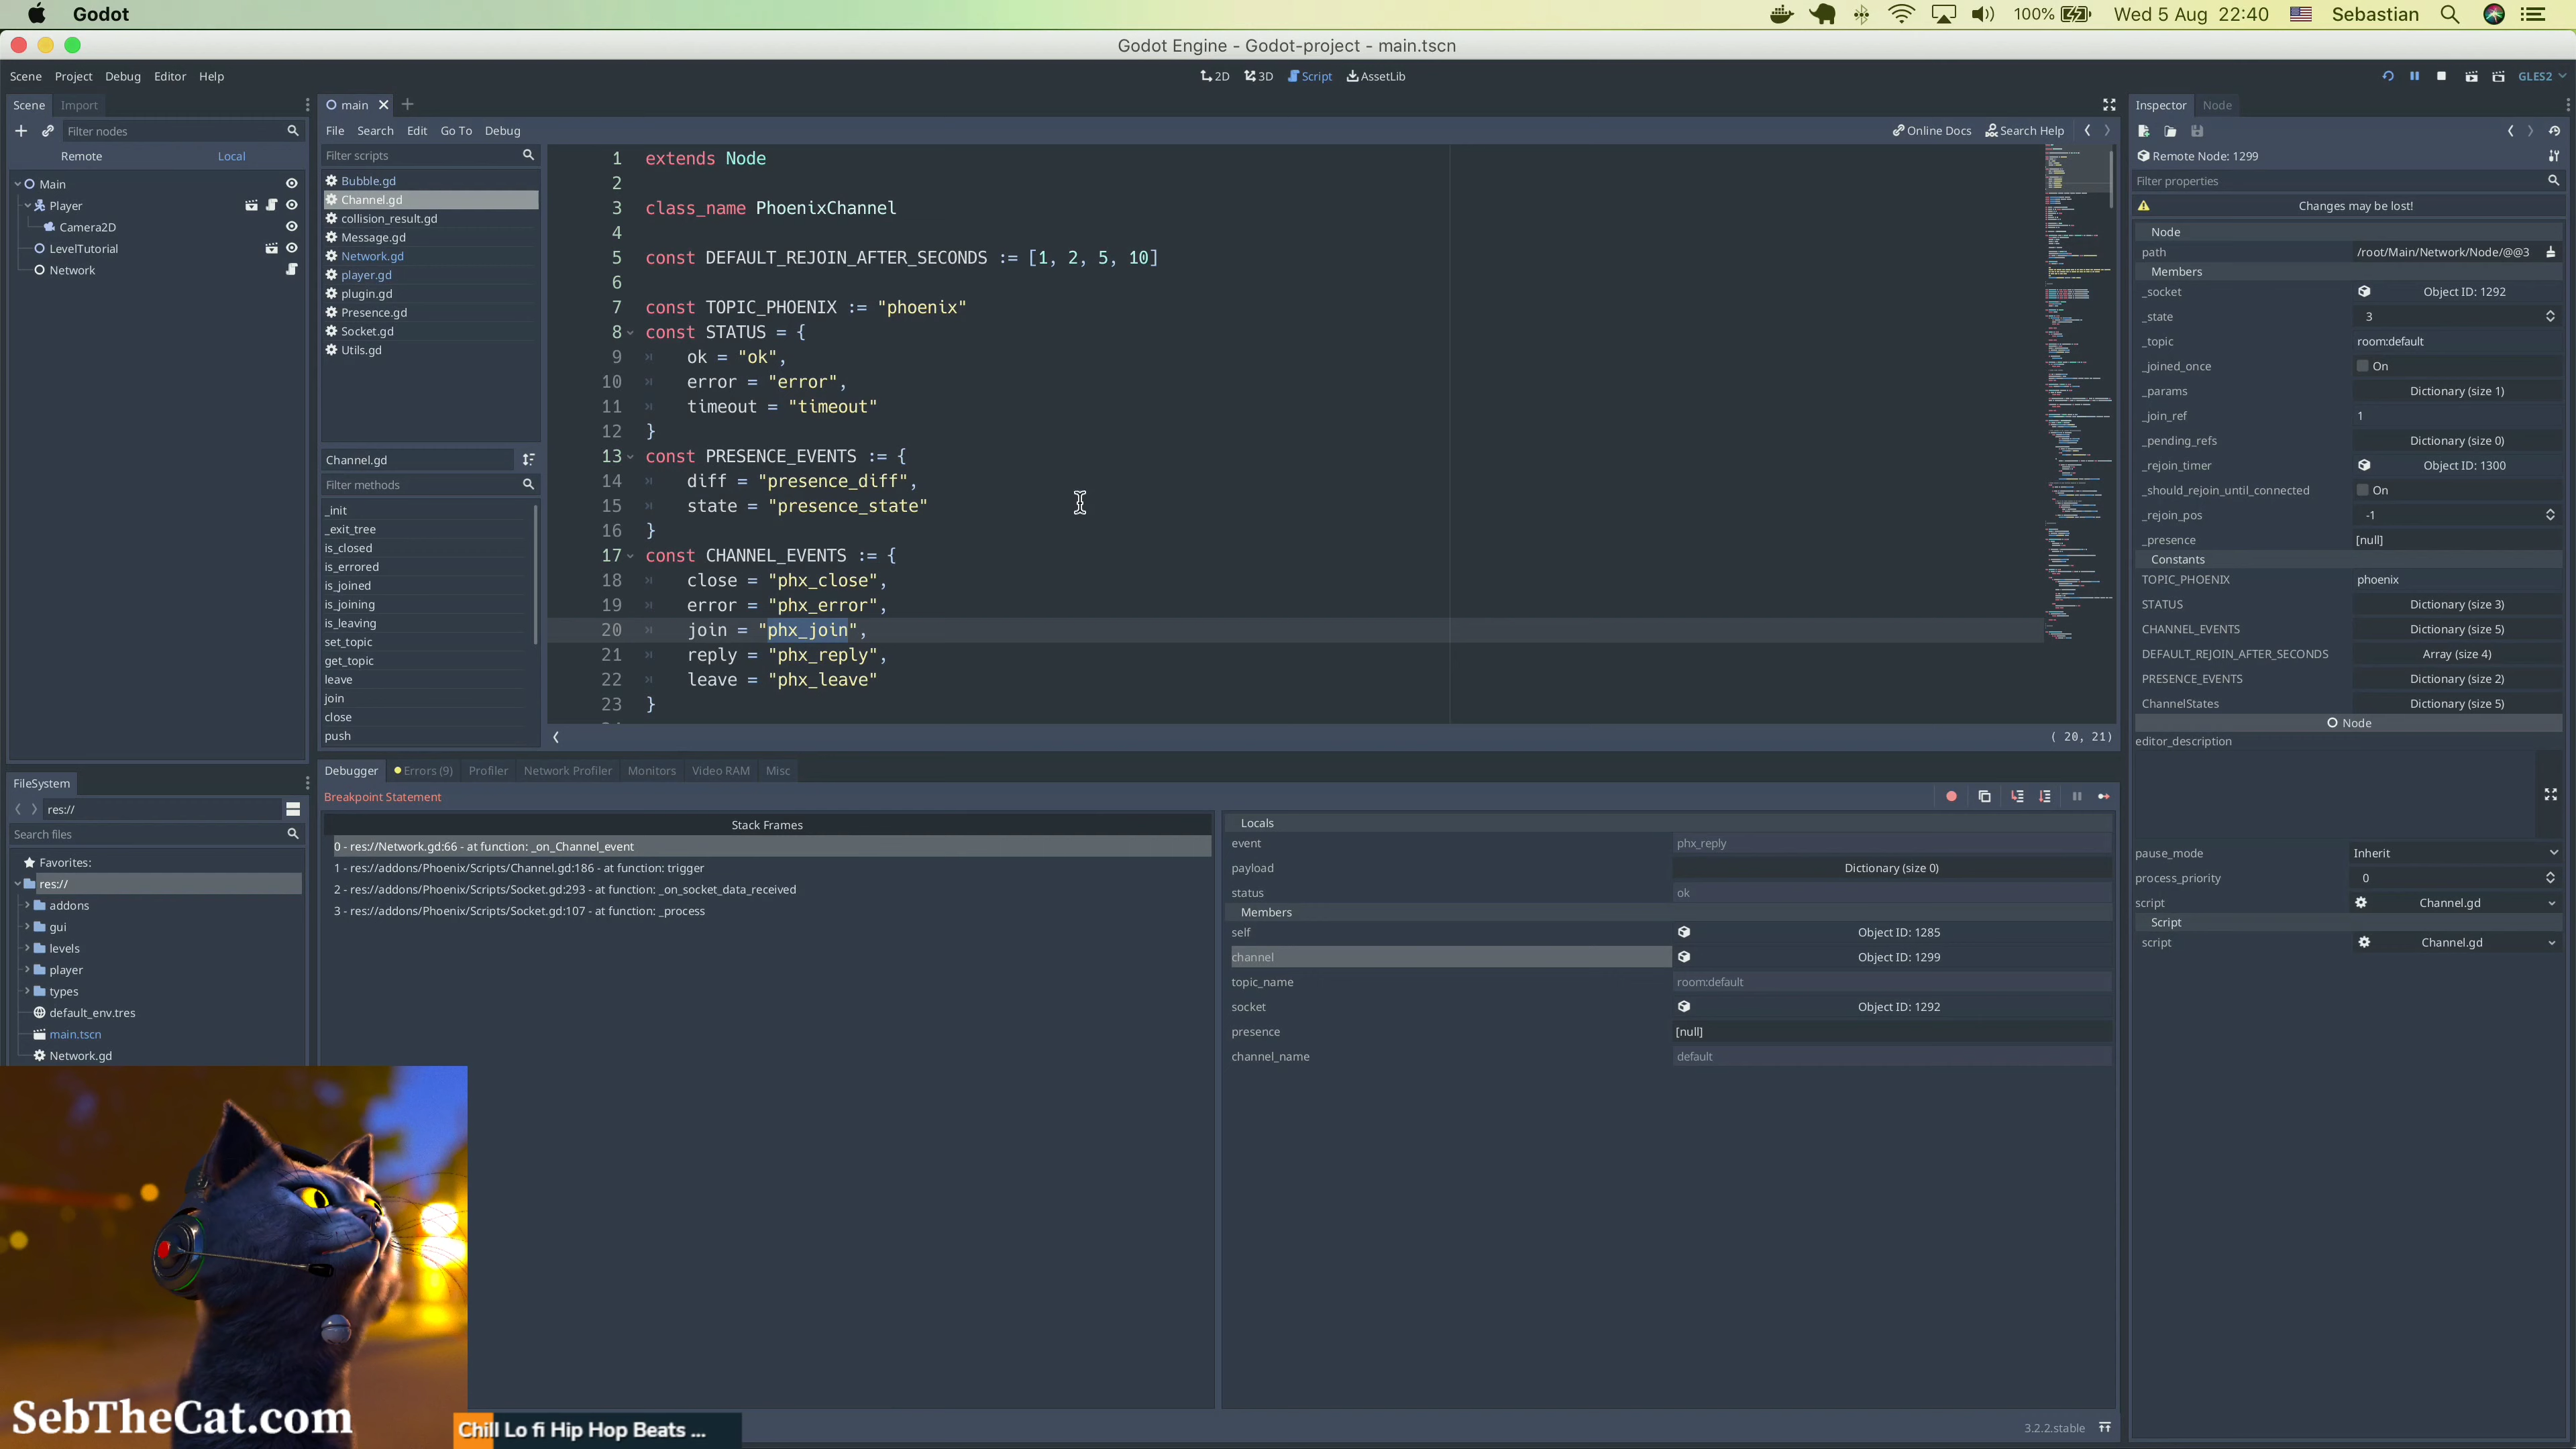 Godot
100%
Wed 5 Aug 22:40
Sebastian
Godot Engine - Godot-project - main.tscn
Scene Project Debug Editor Help
2D 3D Script AssetLib
GLES2
Scene Import
Filter nodes
Remote Local
Main
Player
Camera2D
LevelTutorial
Network
main
File Search Edit Go To Debug
Online Docs Search Help
Filter scripts
Bubble.gd
Channel.gd
collision_result.gd
Message.gd
Network.gd
player.gd
plugin.gd
Presence.gd
Socket.gd
Utils.gd
Channel.gd
Filter methods
_init
_exit_tree
is_closed
is_errored
is_joined
is_joining
is_leaving
set_topic
get_topic
leave
join
close
push
1 extends Node
2
3 class_name PhoenixChannel
4
5 const DEFAULT_REJOIN_AFTER_SECONDS := [1, 2, 5, 10]
6
7 const TOPIC_PHOENIX := "phoenix"
8 const STATUS = {
9 ok = "ok",
10 error = "error",
11 timeout = "timeout"
12 }
13 const PRESENCE_EVENTS := {
14 diff = "presence_diff",
15 state = "presence_state"
16 }
17 const CHANNEL_EVENTS := {
18 close = "phx_close",
19 error = "phx_error",
20 join = "phx_join",
21 reply = "phx_reply",
22 leave = "phx_leave"
23 }
( 20, 21)
Inspector Node
Remote Node: 1299
Filter properties
Changes may be lost!
Node
path /root/Main/Network/Node/@@3
Members
_socket Object ID: 1292
_state 3
_topic room:default
_joined_once On
_params Dictionary (size 1)
_join_ref 1
_pending_refs Dictionary (size 0)
_rejoin_timer Object ID: 1300
_should_rejoin_until_connected On
_rejoin_pos -1
_presence [null]
Constants
TOPIC_PHOENIX phoenix
STATUS Dictionary (size 3)
CHANNEL_EVENTS Dictionary (size 5)
DEFAULT_REJOIN_AFTER_SECONDS Array (size 4)
PRESENCE_EVENTS Dictionary (size 2)
ChannelStates Dictionary (size 5)
Node
editor_description
pause_mode Inherit
process_priority 0
script Channel.gd
Script
script Channel.gd
FileSystem
res://
Search files
Favorites:
res://
addons
gui
levels
player
types
default_env.tres
main.tscn
Network.gd
Debugger Errors (9) Profiler Network Profiler Monitors Video RAM Misc
Breakpoint Statement
Stack Frames
0 - res://Network.gd:66 - at function: _on_Channel_event
1 - res://addons/Phoenix/Scripts/Channel.gd:186 - at function: trigger
2 - res://addons/Phoenix/Scripts/Socket.gd:293 - at function: _on_socket_data_received
3 - res://addons/Phoenix/Scripts/Socket.gd:107 - at function: _process
Locals
event phx_reply
payload Dictionary (size 0)
status ok
Members
self Object ID: 1285
channel Object ID: 1299
topic_name room:default
socket Object ID: 1292
presence [null]
channel_name default
SebTheCat.com
Chill Lo fi Hip Hop Beats ...
3.2.2.stable